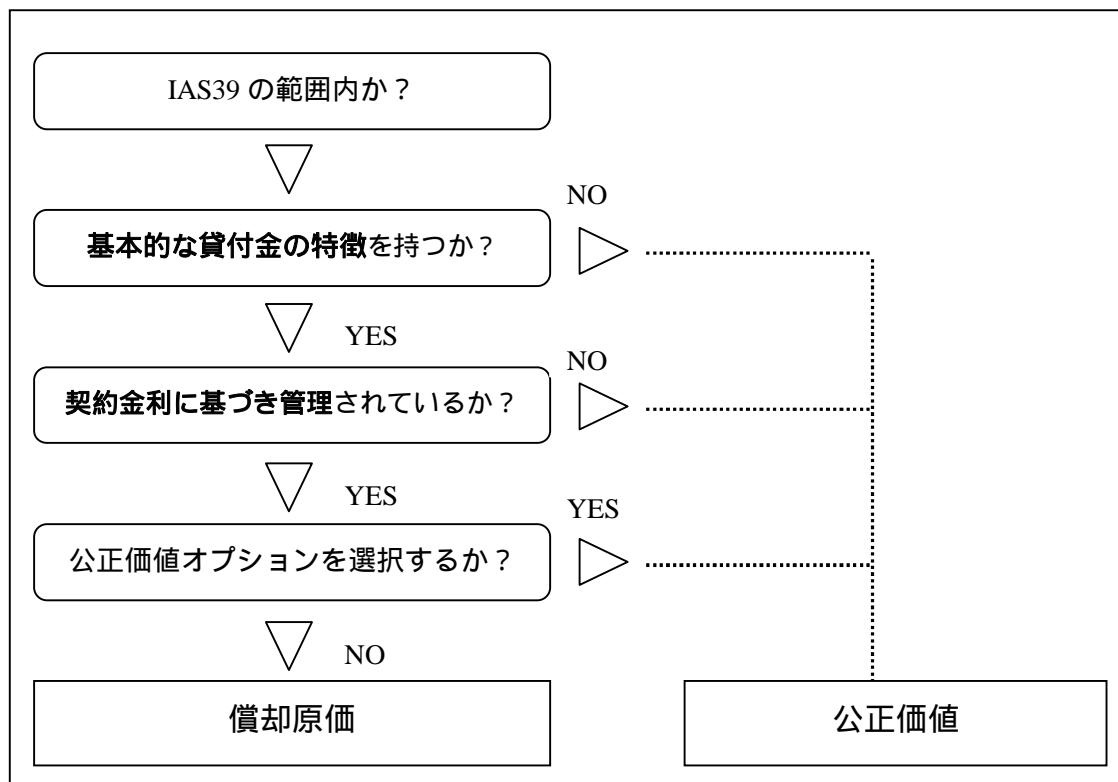 IAS39 の範囲内か？
NO
基本的な貸付金の特徴を持つか？
YES
NO
契約金利に基づき管理されているか？
YES
YES
公正価値オプションを選択するか？
NO
償却原価
公正価値